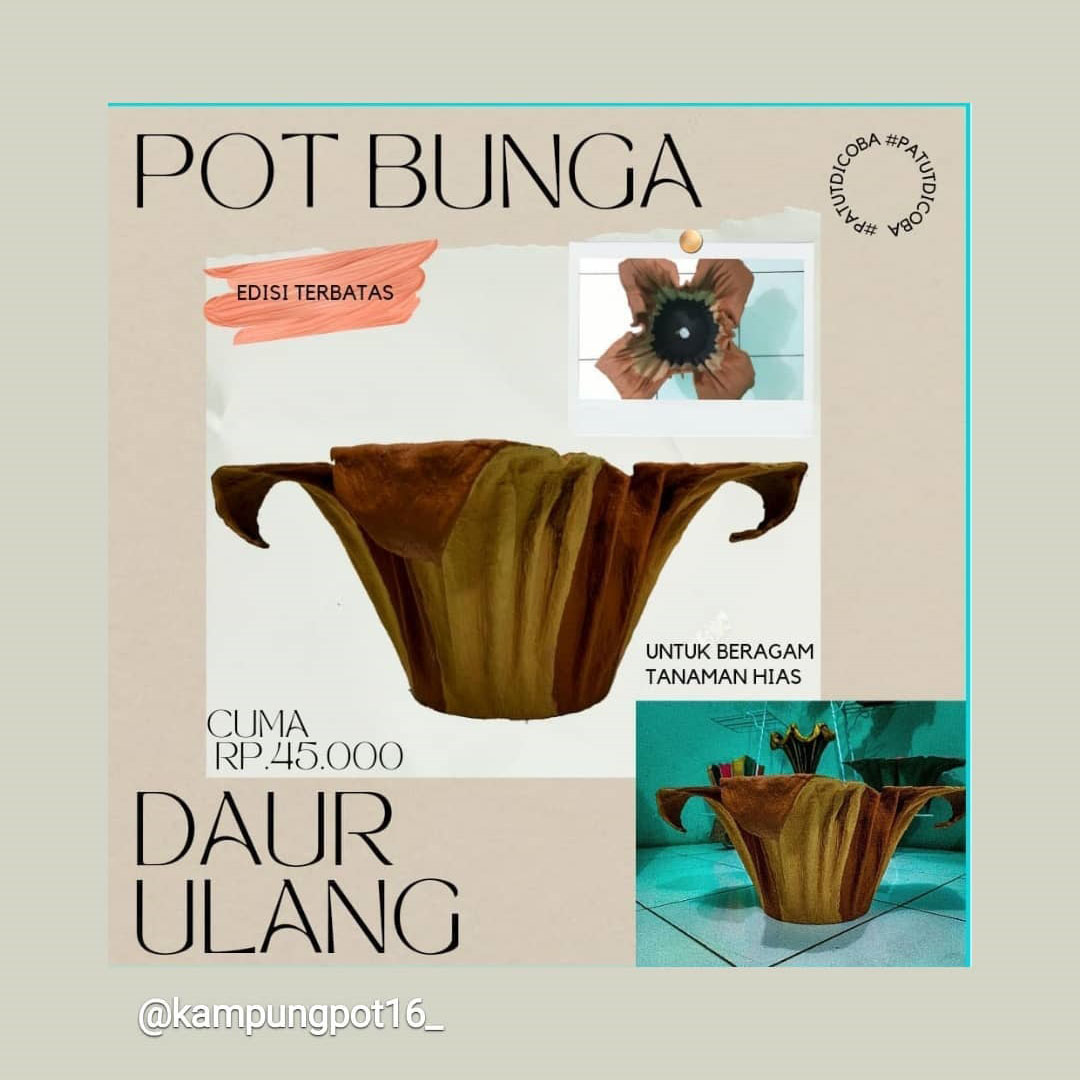 POT BUNGA
#PATUTDICOBA #PATUTDICOBA
EDISI TERBATAS
UNTUK BERAGAM
TANAMAN HIAS
CUMA
RP.45.000
DAUR
ULANG
@kampungpot16_